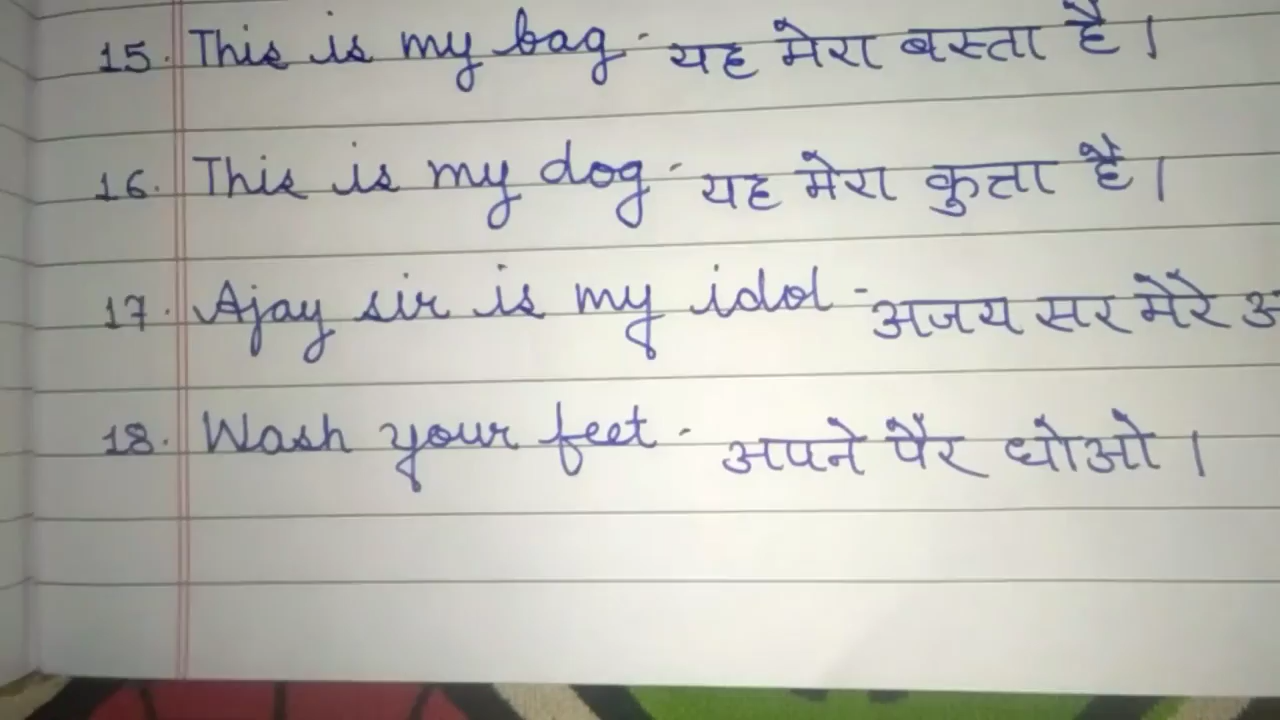 15. This is my bag - यह मेरा बस्ता है।
16. This is my dog - यह मेरा कुत्ता है।
17. Ajay sir is my idol - अजय सर मेरे
18. Wash your feet - अपने पैर धोओ।